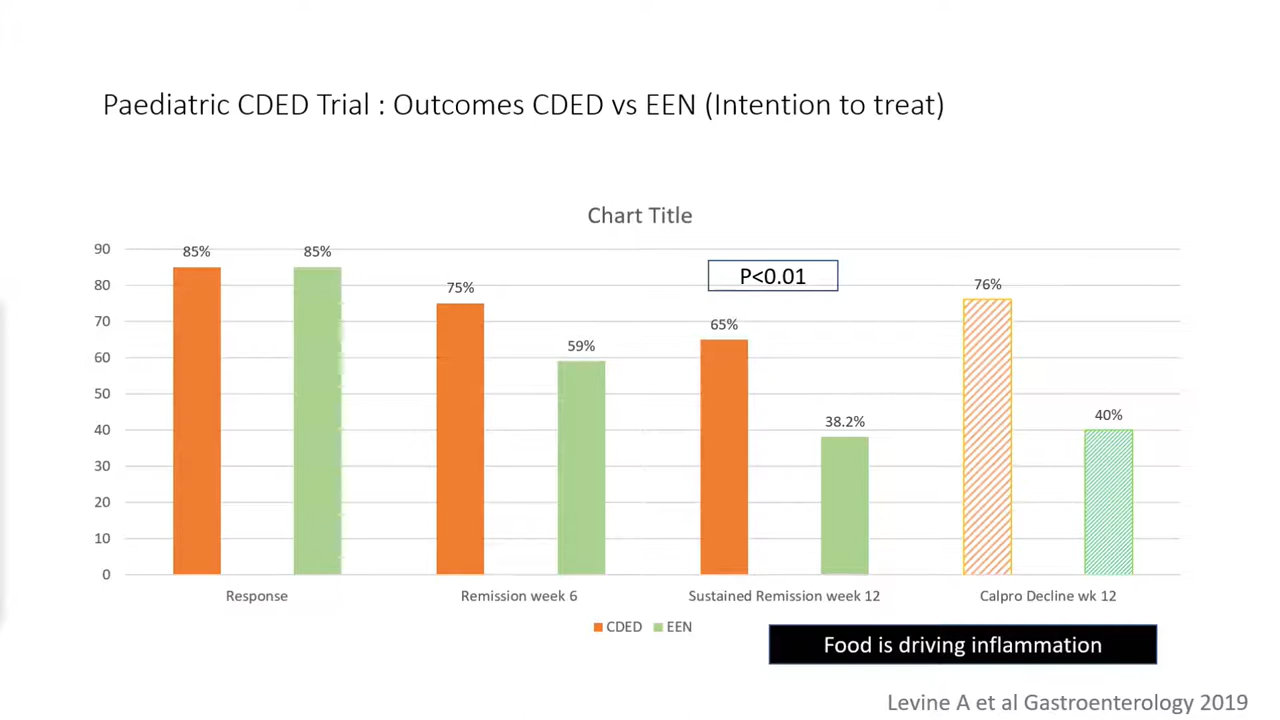 Paediatric CDED Trial : Outcomes CDED vs EEN (Intention to treat)
Chart Title
90
80
70
60
50
40
30
20
10
0
85%
85%
75%
59%
65%
38.2%
76%
40%
P<0.01
Response
Remission week 6
Sustained Remission week 12
Calpro Decline wk 12
CDED EEN
Food is driving inflammation
Levine A et al Gastroenterology 2019